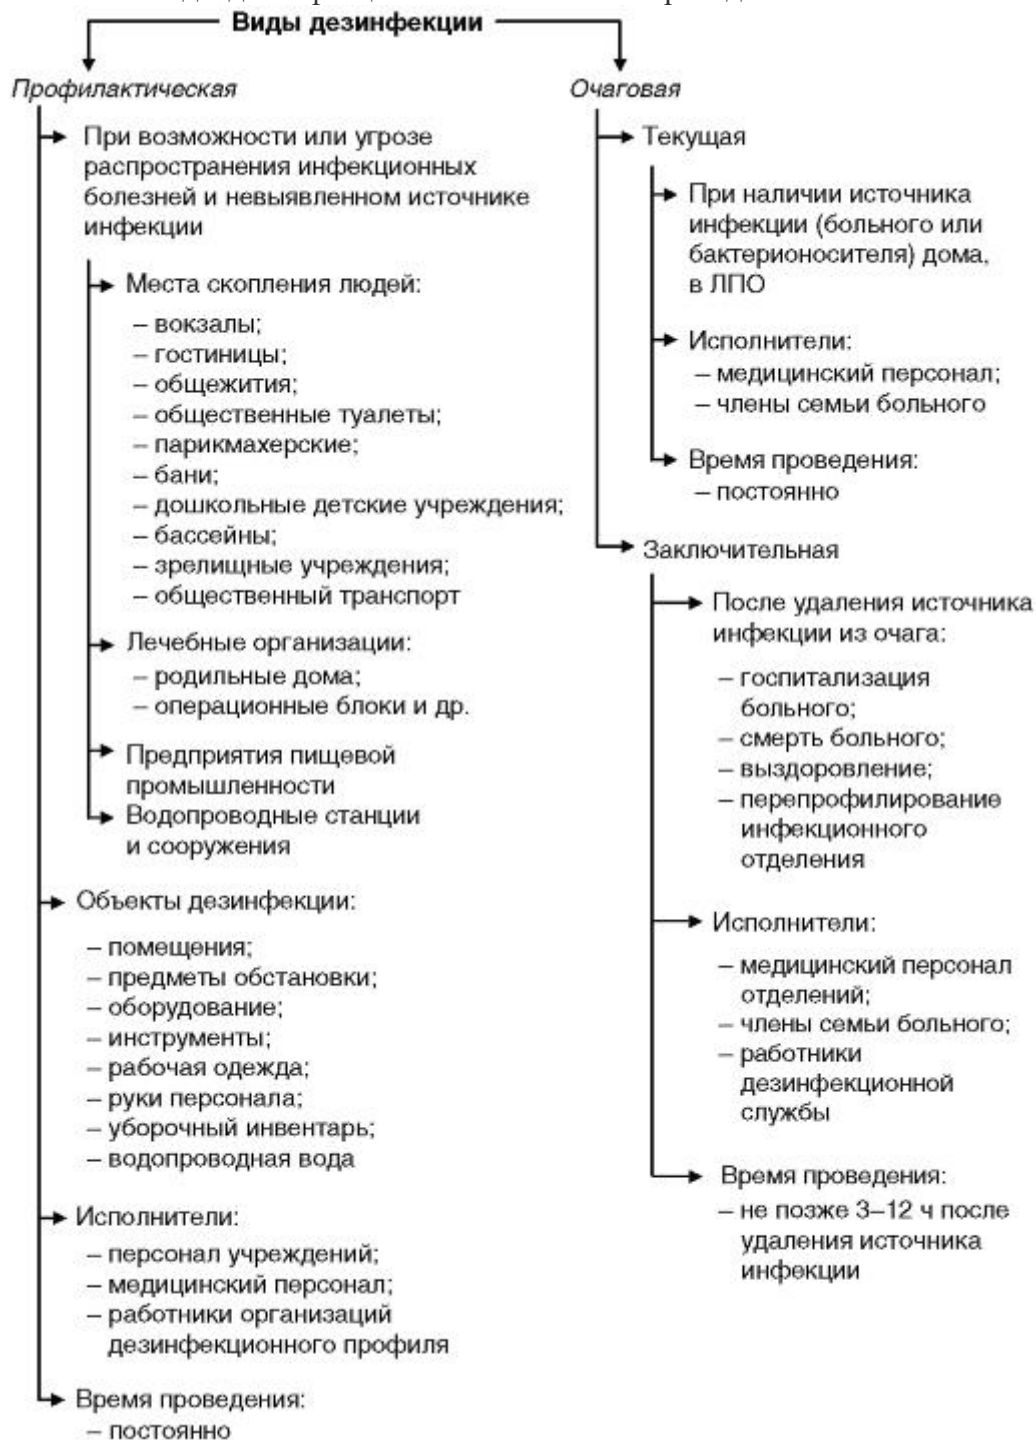 Виды дезинфекции
Профилактическая
При возможности или угрозе
распространения инфекционных
болезней и невыявленном источнике
инфекции
Места скопления людей:
– вокзалы;
– гостиницы;
– общежития;
– общественные туалеты;
– парикмахерские;
– бани;
– дошкольные детские учреждения;
– бассейны;
– зрелищные учреждения;
– общественный транспорт
Лечебные организации:
– родильные дома;
– операционные блоки и др.
Предприятия пищевой
промышленности
Водопроводные станции
и сооружения
Объекты дезинфекции:
– помещения;
– предметы обстановки;
– оборудование;
– инструменты;
– рабочая одежда;
– руки персонала;
– уборочный инвентарь;
– водопроводная вода
Исполнители:
– персонал учреждений;
– медицинский персонал;
– работники организаций
дезинфекционного профиля
Время проведения:
– постоянно
Очаговая
Текущая
При наличии источника
инфекции (больного или
бактерионосителя) дома,
в ЛПО
Исполнители:
– медицинский персонал;
– члены семьи больного
Время проведения:
– постоянно
Заключительная
После удаления источника
инфекции из очага:
– госпитализация
больного;
– смерть больного;
– выздоровление;
– перепрофилирование
инфекционного
отделения
Исполнители:
– медицинский персонал
отделений;
– члены семьи больного;
– работники
дезинфекционной
службы
Время проведения:
– не позже 3–12 ч после
удаления источника
инфекции